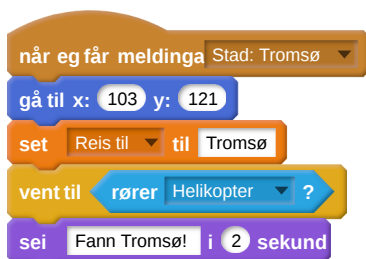 når eg får meldinga Stad: Tromsø
gå til x: 103 y: 121
set Reis til til Tromsø
vent til rører Helikopter ?
sei Fann Tromsø! i 2 sekund